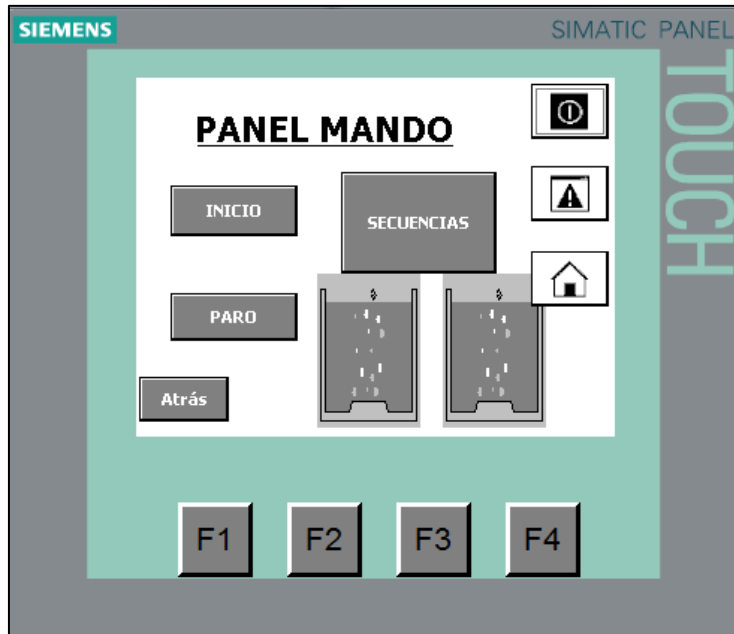 SIEMENS
SIMATIC PANEL
TOUCH
PANEL MANDO
INICIO
SECUENCIAS
PARO
Atrás
F1
F2
F3
F4